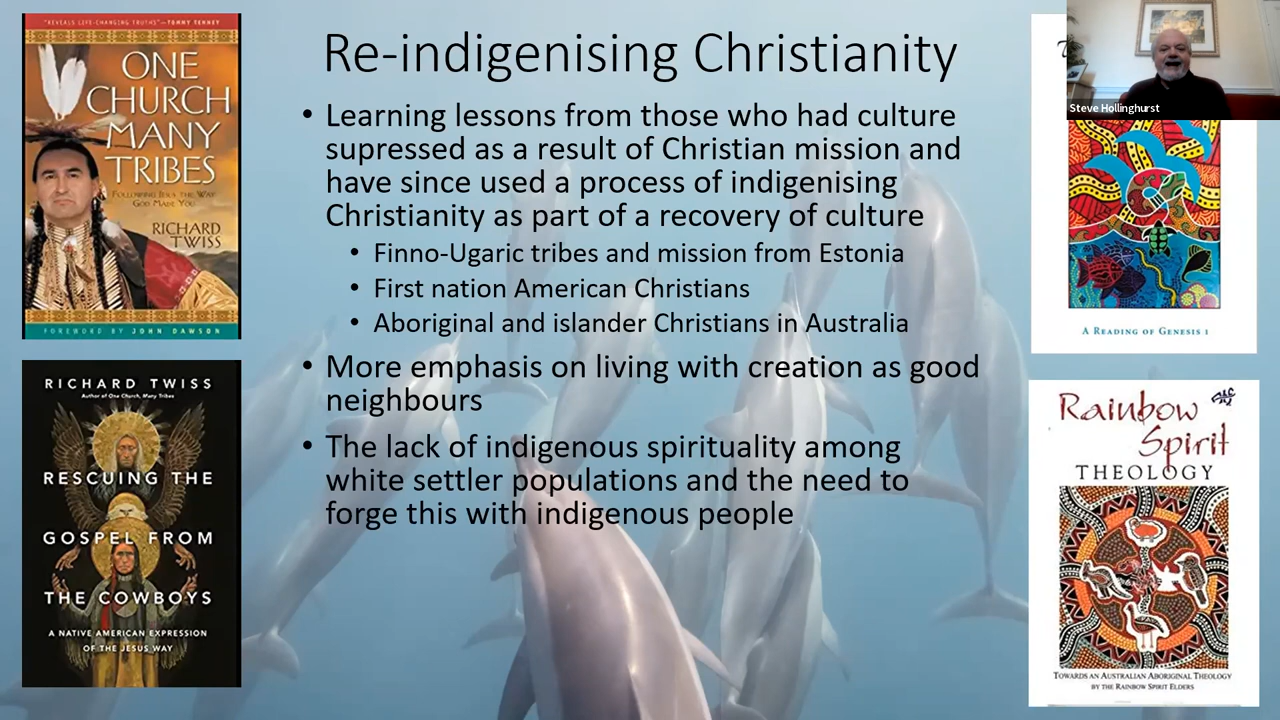 Re-indigenising Christianity
• Learning lessons from those who had culture
supressed as a result of Christian mission and
have since used a process of indigenising
Christianity as part of a recovery of culture
• Finno-Ugaric tribes and mission from Estonia
• First nation American Christians
• Aboriginal and islander Christians in Australia
• More emphasis on living with creation as good
neighbours
• The lack of indigenous spirituality among
white settler populations and the need to
forge this with indigenous people
"REVEALS LIFE-CHANGING TRUTHS"—TOMMY TENNEY
ONE
CHURCH
MANY
TRIBES
FOLLOWING JESUS THE WAY
GOD MADE YOU
RICHARD
TWISS
FOREWORD BY JOHN DAWSON
RICHARD TWISS
Author of One Church, Many Tribes
RESCUING THE
GOSPEL FROM
THE COWBOYS
A NATIVE AMERICAN EXPRESSION
OF THE JESUS WAY
Steve Hollinghurst
A READING OF GENESIS 1
Rainbow
Spirit
THEOLOGY
TOWARDS AN AUSTRALIAN ABORIGINAL THEOLOGY
BY THE RAINBOW SPIRIT ELDERS